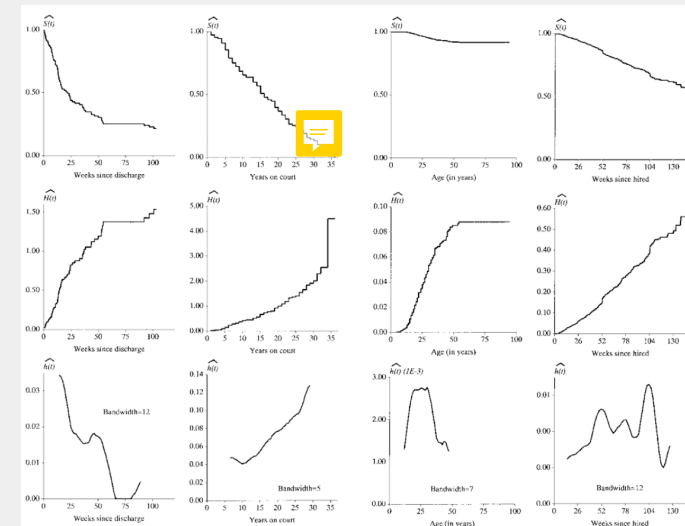 Ŝ(t)
1.00
0.50
0.00
0 25 50 75 100
Weeks since discharge
Ŝ(t)
1.00
0.50
0.00
0 5 10 15 20 25 30 35
Years on court
Ŝ(t)
1.00
0.50
0.00
0 25 50 75 100
Age (in years)
Ŝ(t)
1.00
0.50
0.00
0 26 52 78 104 130
Weeks since hired
Ĥ(t)
1.50
1.00
0.50
0.00
0 25 50 75 100
Weeks since discharge
Ĥ(t)
5.00
4.00
3.00
2.00
1.00
0.00
0 5 10 15 20 25 30 35
Years on court
Ĥ(t)
0.10
0.08
0.06
0.04
0.02
0.00
0 25 50 75 100
Age (in years)
Ĥ(t)
0.60
0.50
0.40
0.30
0.20
0.10
0.00
0 26 52 78 104 130
Weeks since hired
ĥ(t)
0.03
0.02
0.01
0.00
Bandwidth=12
0 25 50 75 100
Weeks since discharge
ĥ(t)
0.14
0.12
0.10
0.08
0.06
0.04
0.02
0.00
Bandwidth=5
0 5 10 15 20 25 30 35
Years on court
ĥ(t) (1E-3)
3.00
2.00
1.00
0.00
Bandwidth=7
0 25 50 75 100
Age (in years)
ĥ(t)
0.01
0.00
0.00
Bandwidth=12
0 26 52 78 104 130
Weeks since hired